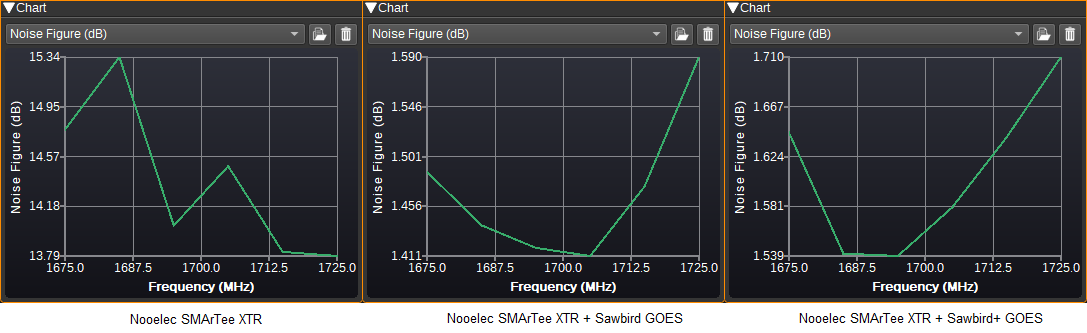 ▼Chart
Noise Figure (dB)
15.34
14.95
14.57
14.18
13.79
Noise Figure (dB)
1675.0 1687.5 1700.0 1712.5 1725.0
Frequency (MHz)
Nooelec SMArTee XTR
▼Chart
Noise Figure (dB)
1.590
1.546
1.501
1.456
1.411
Noise Figure (dB)
1675.0 1687.5 1700.0 1712.5 1725.0
Frequency (MHz)
Nooelec SMArTee XTR + Sawbird GOES
▼Chart
Noise Figure (dB)
1.710
1.667
1.624
1.581
1.539
Noise Figure (dB)
1675.0 1687.5 1700.0 1712.5 1725.0
Frequency (MHz)
Nooelec SMArTee XTR + Sawbird+ GOES